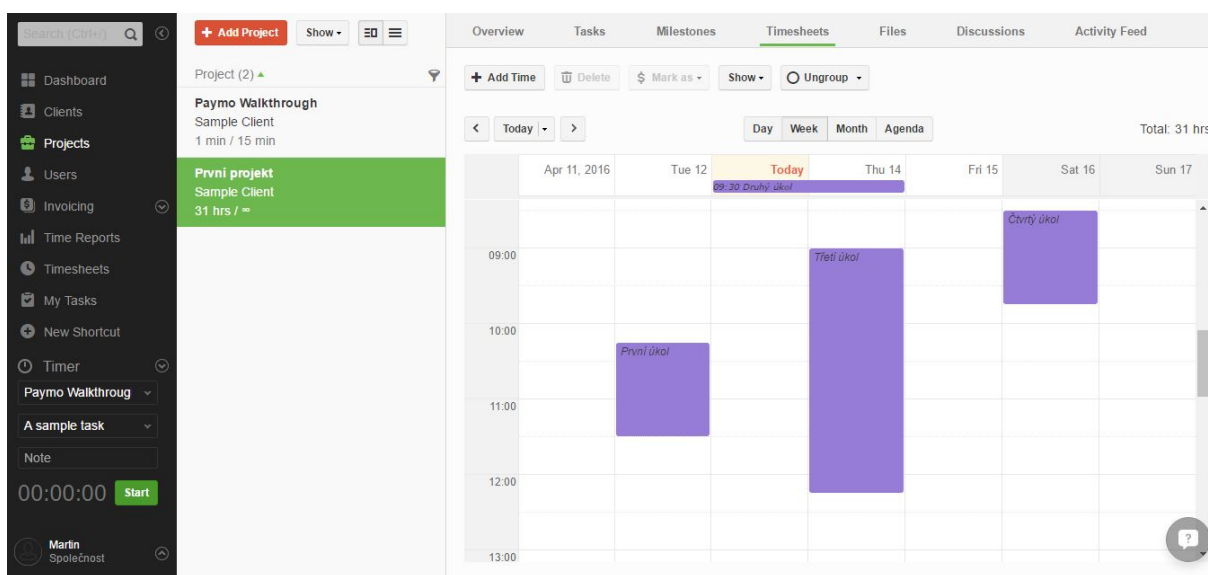 Search (Ctrl+/)
Dashboard
Clients
Projects
Users
Invoicing
Time Reports
Timesheets
My Tasks
New Shortcut
Timer
Paymo Walkthroug
A sample task
Note
00:00:00 Start
Martin
Společnost
+ Add Project Show
Project (2)
Paymo Walkthrough
Sample Client
1 min / 15 min
První projekt
Sample Client
31 hrs / ∞
Overview Tasks Milestones Timesheets Files Discussions Activity Feed
+ Add Time Delete $ Mark as Show Ungroup
< Today > Day Week Month Agenda Total: 31 hrs
Apr 11, 2016 Tue 12 Today Thu 14 Fri 15 Sat 16 Sun 17
09:30 Druhý úkol
Čtvrtý úkol
09:00 Třetí úkol
10:00
První úkol
11:00
12:00
13:00
?